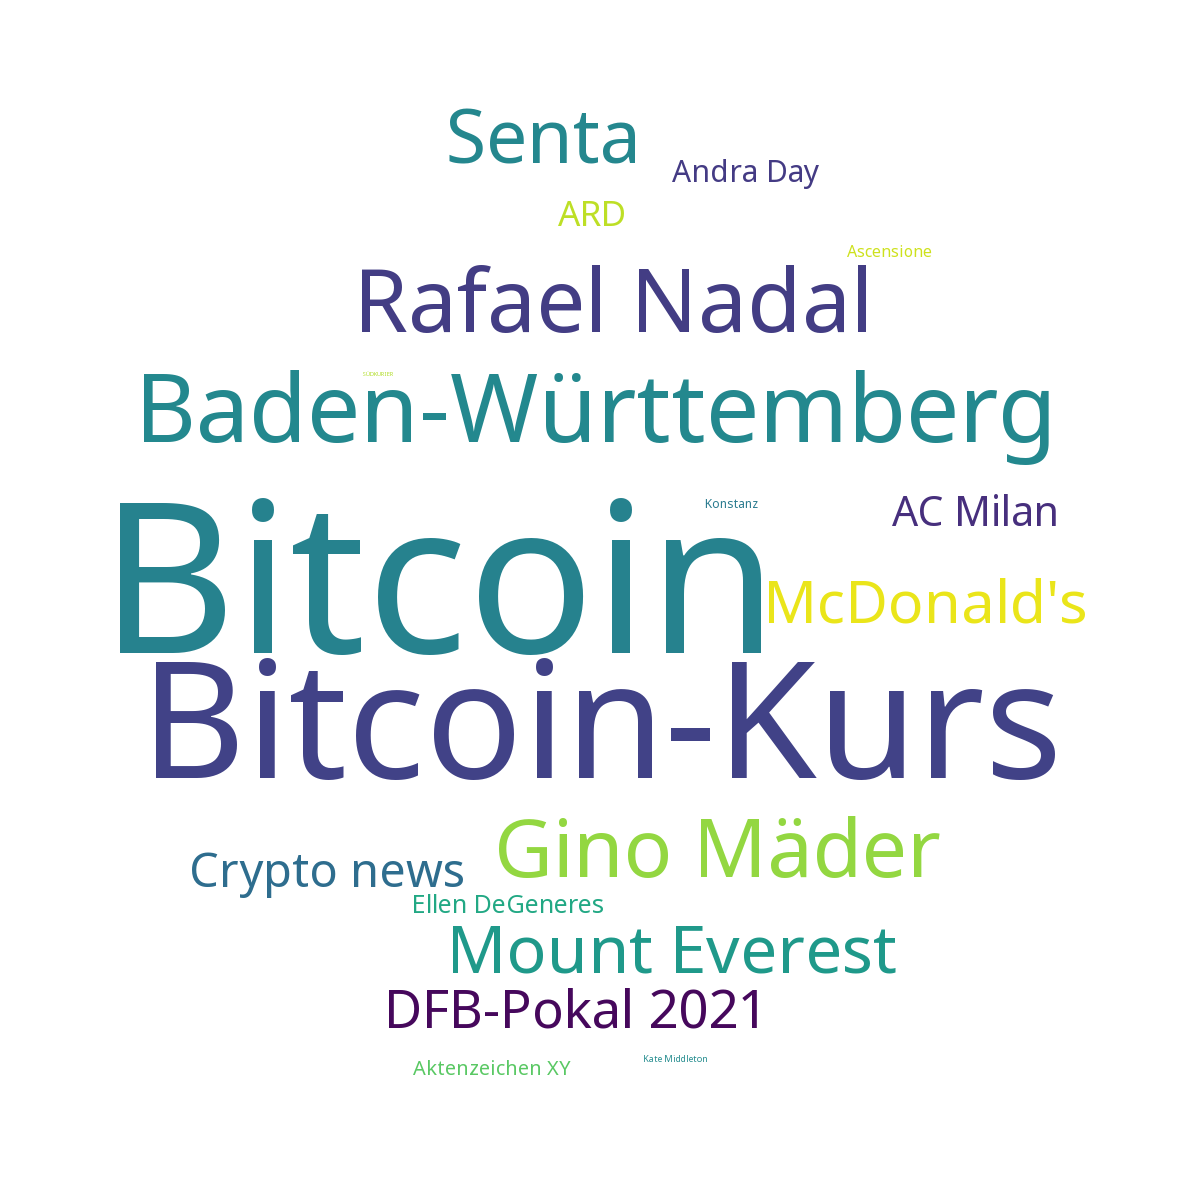 Senta
Andra Day
ARD
Ascensione
Rafael Nadal
SÜDKURIER
Baden-Württemberg
Bitcoin
Konstanz
AC Milan
McDonald's
Bitcoin-Kurs
Gino Mäder
Crypto news
Ellen DeGeneres
Mount Everest
DFB-Pokal 2021
Aktenzeichen XY
Kate Middleton